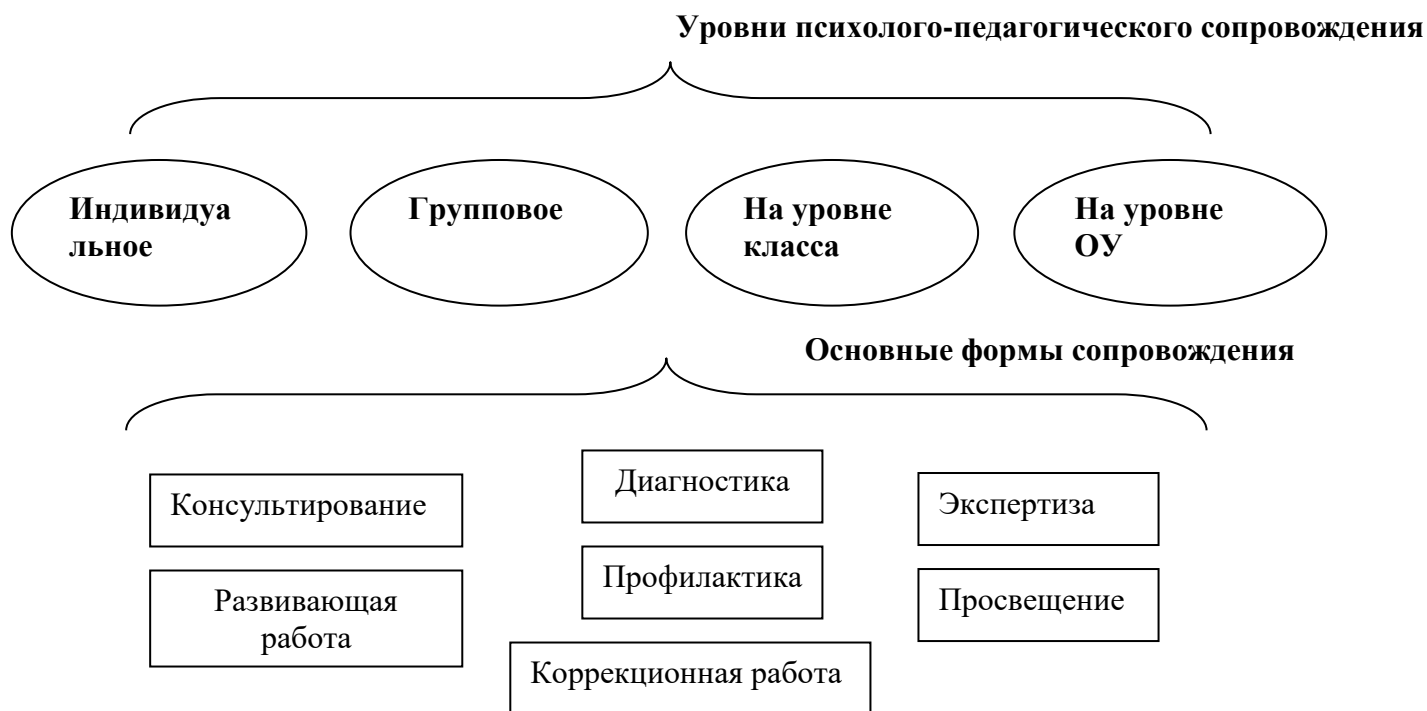 Уровни психолого-педагогического сопровождения
Индивидуа
льное
Групповое
На уровне
класса
На уровне
ОУ
Основные формы сопровождения
Консультирование
Диагностика
Экспертиза
Развивающая
работа
Профилактика
Просвещение
Коррекционная работа